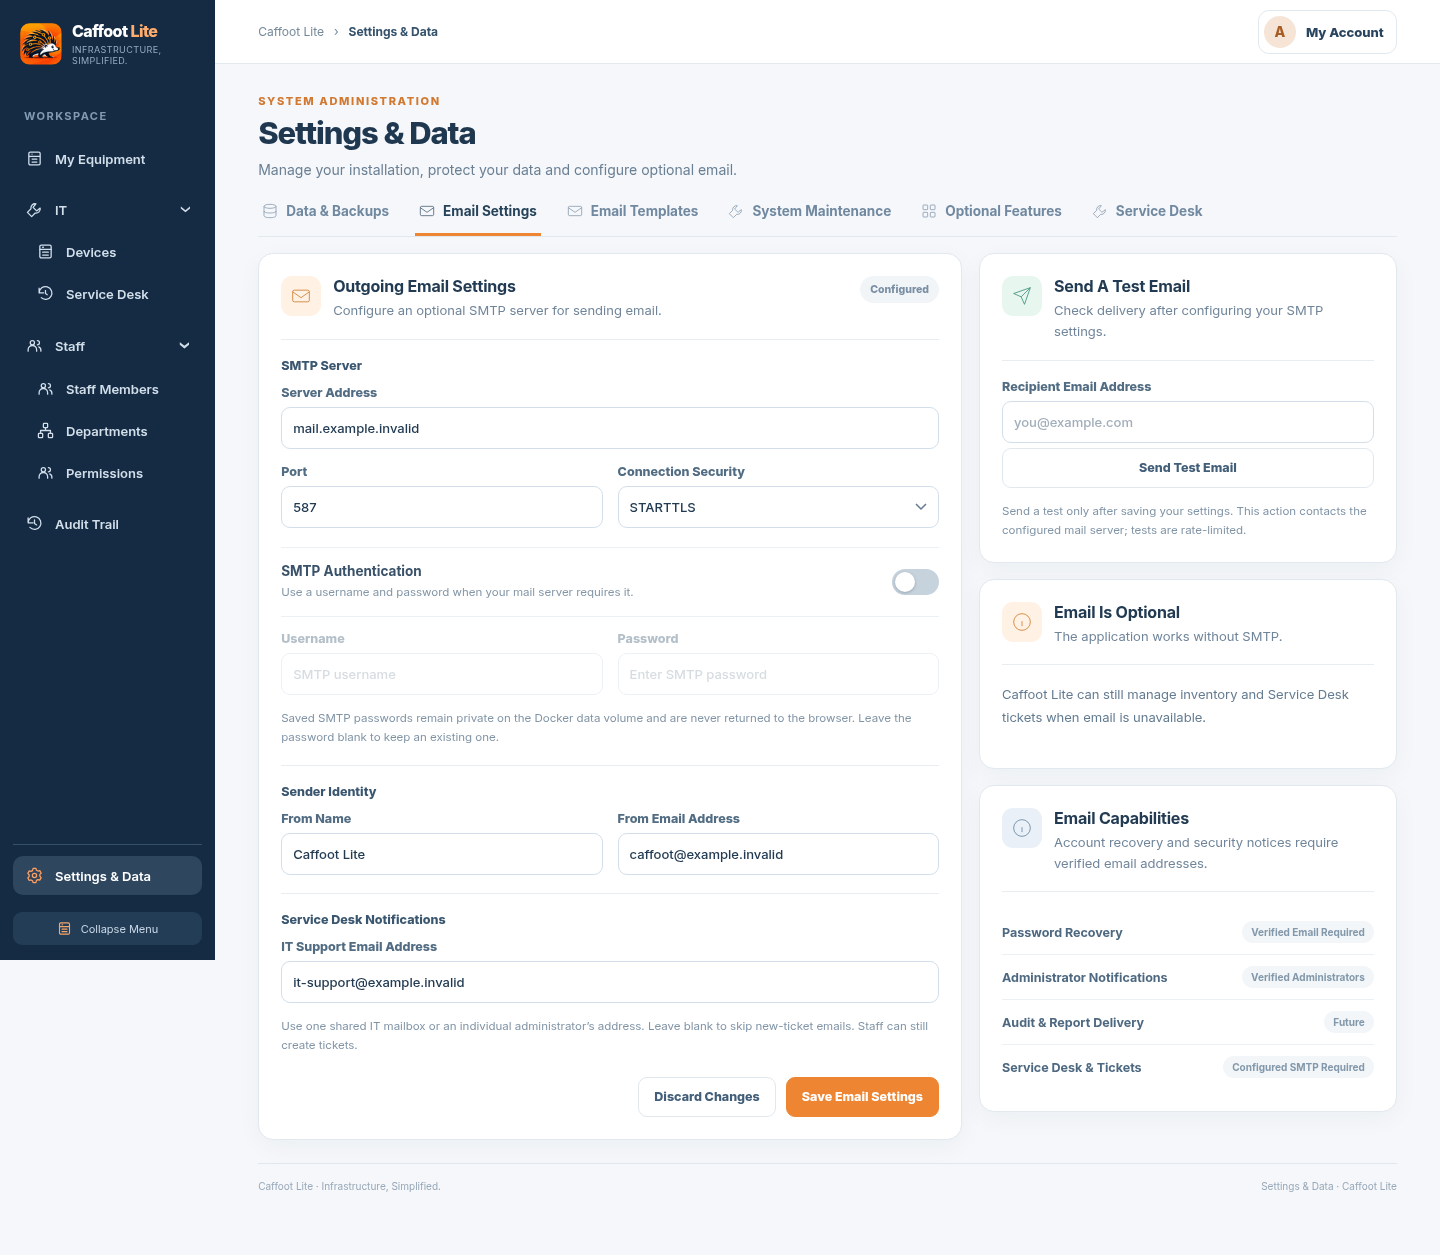 Caffoot Lite
INFRASTRUCTURE,
SIMPLIFIED.
WORKSPACE
My Equipment
IT
Devices
Service Desk
Staff
Staff Members
Departments
Permissions
Audit Trail
Settings & Data
Collapse Menu
Caffoot Lite › Settings & Data
A My Account
SYSTEM ADMINISTRATION
Settings & Data
Manage your installation, protect your data and configure optional email.
Data & Backups Email Settings Email Templates System Maintenance Optional Features Service Desk
Outgoing Email Settings
Configured
Configure an optional SMTP server for sending email.
SMTP Server
Server Address
mail.example.invalid
Port Connection Security
587 STARTTLS
SMTP Authentication
Use a username and password when your mail server requires it.
Username Password
SMTP username Enter SMTP password
Saved SMTP passwords remain private on the Docker data volume and are never returned to the browser. Leave the
password blank to keep an existing one.
Sender Identity
From Name From Email Address
Caffoot Lite caffoot@example.invalid
Service Desk Notifications
IT Support Email Address
it-support@example.invalid
Use one shared IT mailbox or an individual administrator’s address. Leave blank to skip new-ticket emails. Staff can still
create tickets.
Discard Changes Save Email Settings
Send A Test Email
Check delivery after configuring your SMTP
settings.
Recipient Email Address
you@example.com
Send Test Email
Send a test only after saving your settings. This action contacts the
configured mail server; tests are rate-limited.
Email Is Optional
The application works without SMTP.
Caffoot Lite can still manage inventory and Service Desk
tickets when email is unavailable.
Email Capabilities
Account recovery and security notices require
verified email addresses.
Password Recovery Verified Email Required
Administrator Notifications Verified Administrators
Audit & Report Delivery Future
Service Desk & Tickets Configured SMTP Required
Caffoot Lite · Infrastructure, Simplified.
Settings & Data · Caffoot Lite